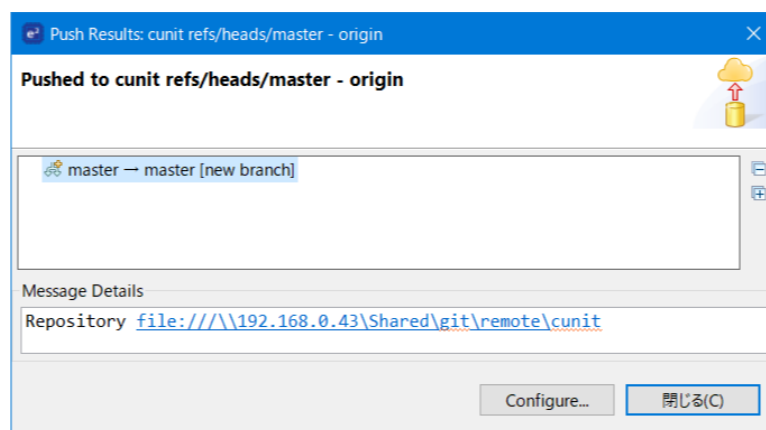 e² Push Results: cunit refs/heads/master - origin
Pushed to cunit refs/heads/master - origin
master → master [new branch]
Message Details
Repository file:///\\192.168.0.43\Shared\git\remote\cunit
Configure... 閉じる(C)